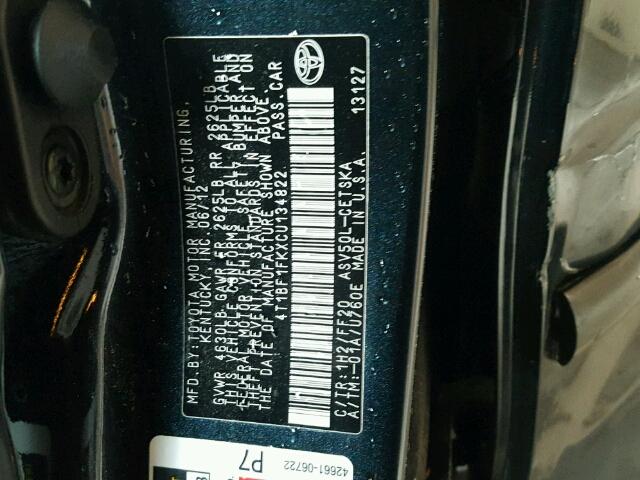 MFD. BY: TOYOTA MOTOR MANUFACTURING,
KENTUCKY, INC. 06/12
GVWR 4630LB GAWR FR 2625LB RR 2625LB
THIS VEHICLE CONFORMS TO ALL APPLICABLE
FEDERAL MOTOR VEHICLE SAFETY, BUMPER, AND
THEFT PREVENTION STANDARDS IN EFFECT ON
THE DATE OF MANUFACTURE SHOWN ABOVE.
4T1BF1FKXCU134822 PASS. CAR
C/TR:1H2/FF20 ASV50L-CETSKA 13127
A/TM:-01A/U760E MADE IN U.S.A.
42661-06722
P7